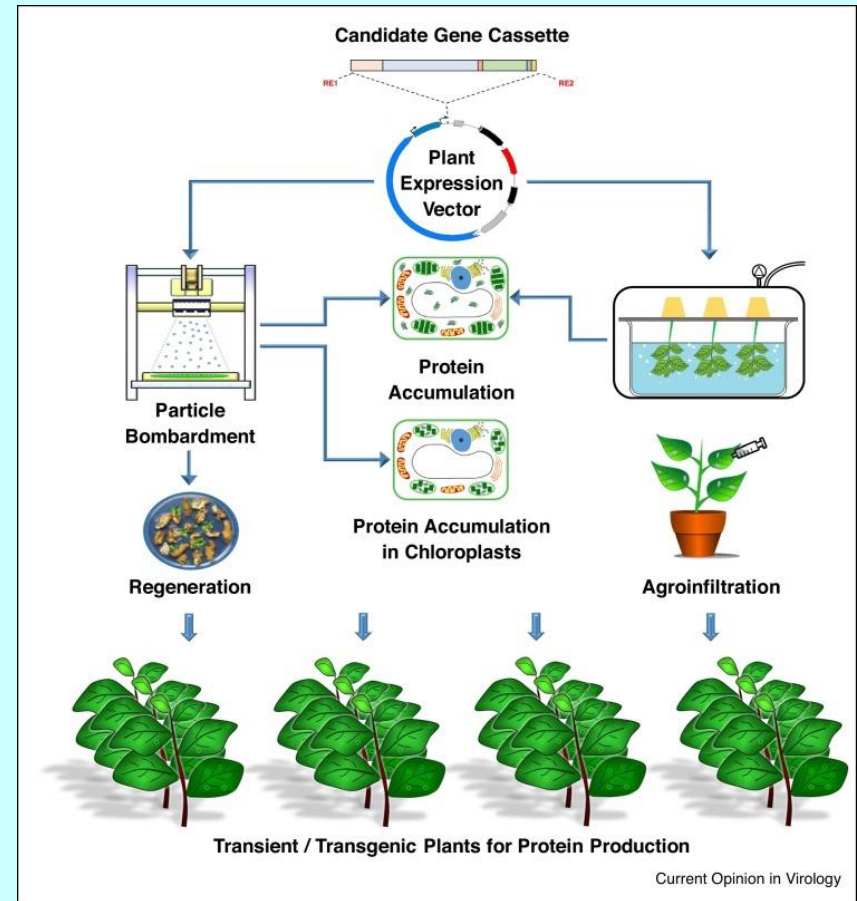 Candidate Gene Cassette
RE1
RE2
Plant
Expression
Vector
Protein
Accumulation
Particle
Bombardment
Protein Accumulation
in Chloroplasts
Regeneration
Agroinfiltration
Transient / Transgenic Plants for Protein Production
Current Opinion in Virology